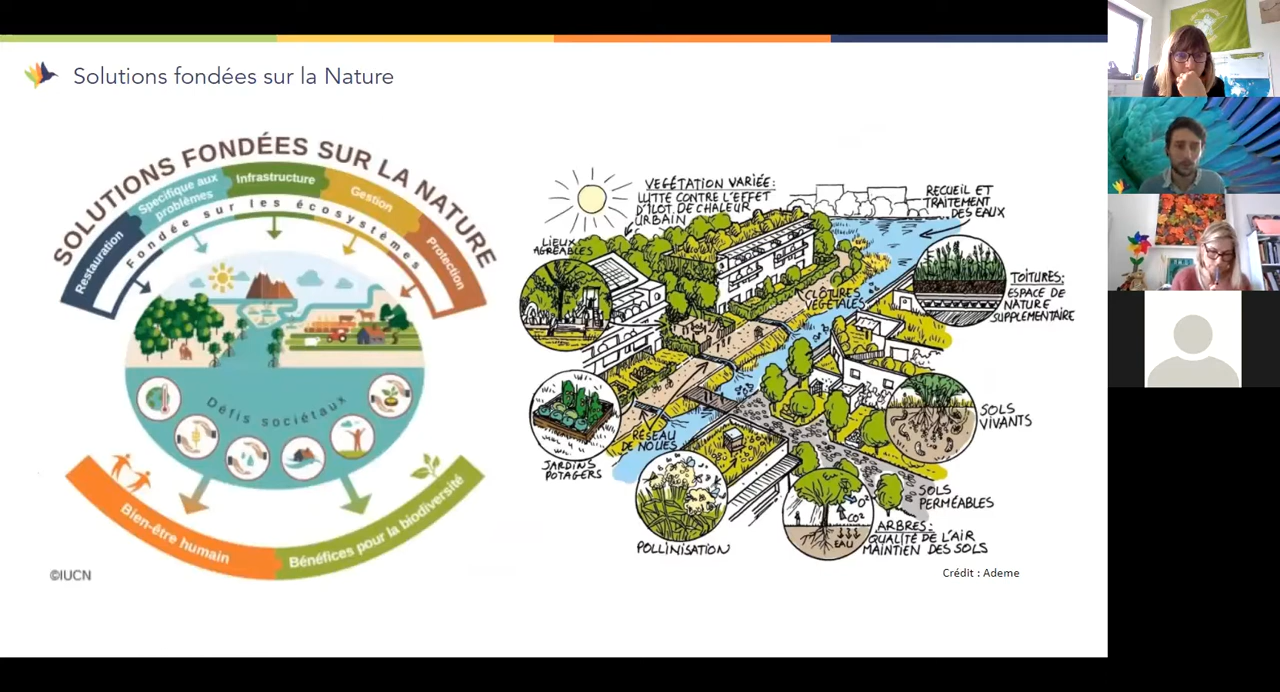 Solutions fondées sur la Nature
SOLUTIONS FONDÉES SUR LA NATURE
Restauration
Spécifique aux
problèmes
Infrastructure
Gestion
Protection
Fondée sur les écosystèmes
Défis sociétaux
Bien-être humain
Bénéfices pour la biodiversité
©IUCN
VEGÉTATION VARIÉE:
LUTTE CONTRE L'EFFET
D'ÎLOT DE CHALEUR
URBAIN
RECUEIL ET
TRAITEMENT
DES EAUX
LIEUX
AGRÉABLES
CLÔTURES
VÉGÉTALES
TOITURES:
ESPACE DE
NATURE
SUPPLEMENTAIRE
SOLS
VIVANTS
RÉSEAU
DE NOUES
JARDINS
POTAGERS
SOLS
PERMÉABLES
POLLINISATION
O²
CO²
EAU
ARBRES:
QUALITÉ DE L'AIR
MAINTIEN DES SOLS
Crédit : Ademe